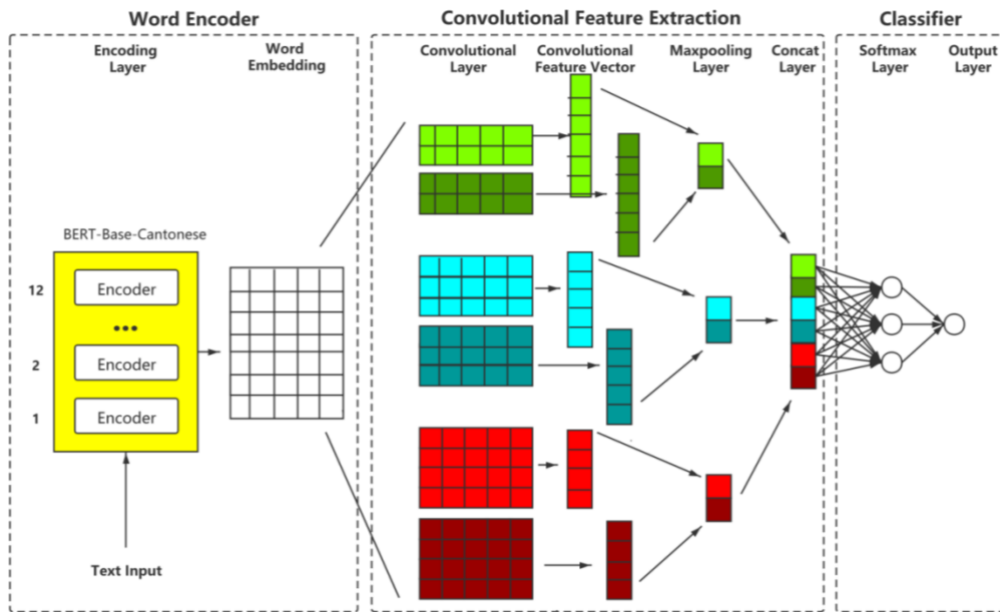 Word Encoder
Convolutional Feature Extraction
Classifier
Encoding
Layer
Word
Embedding
Convolutional
Layer
Convolutional
Feature Vector
Maxpooling
Layer
Concat
Layer
Softmax
Layer
Output
Layer
BERT-Base-Cantonese
12
Encoder
•••
2
Encoder
1
Encoder
Text Input